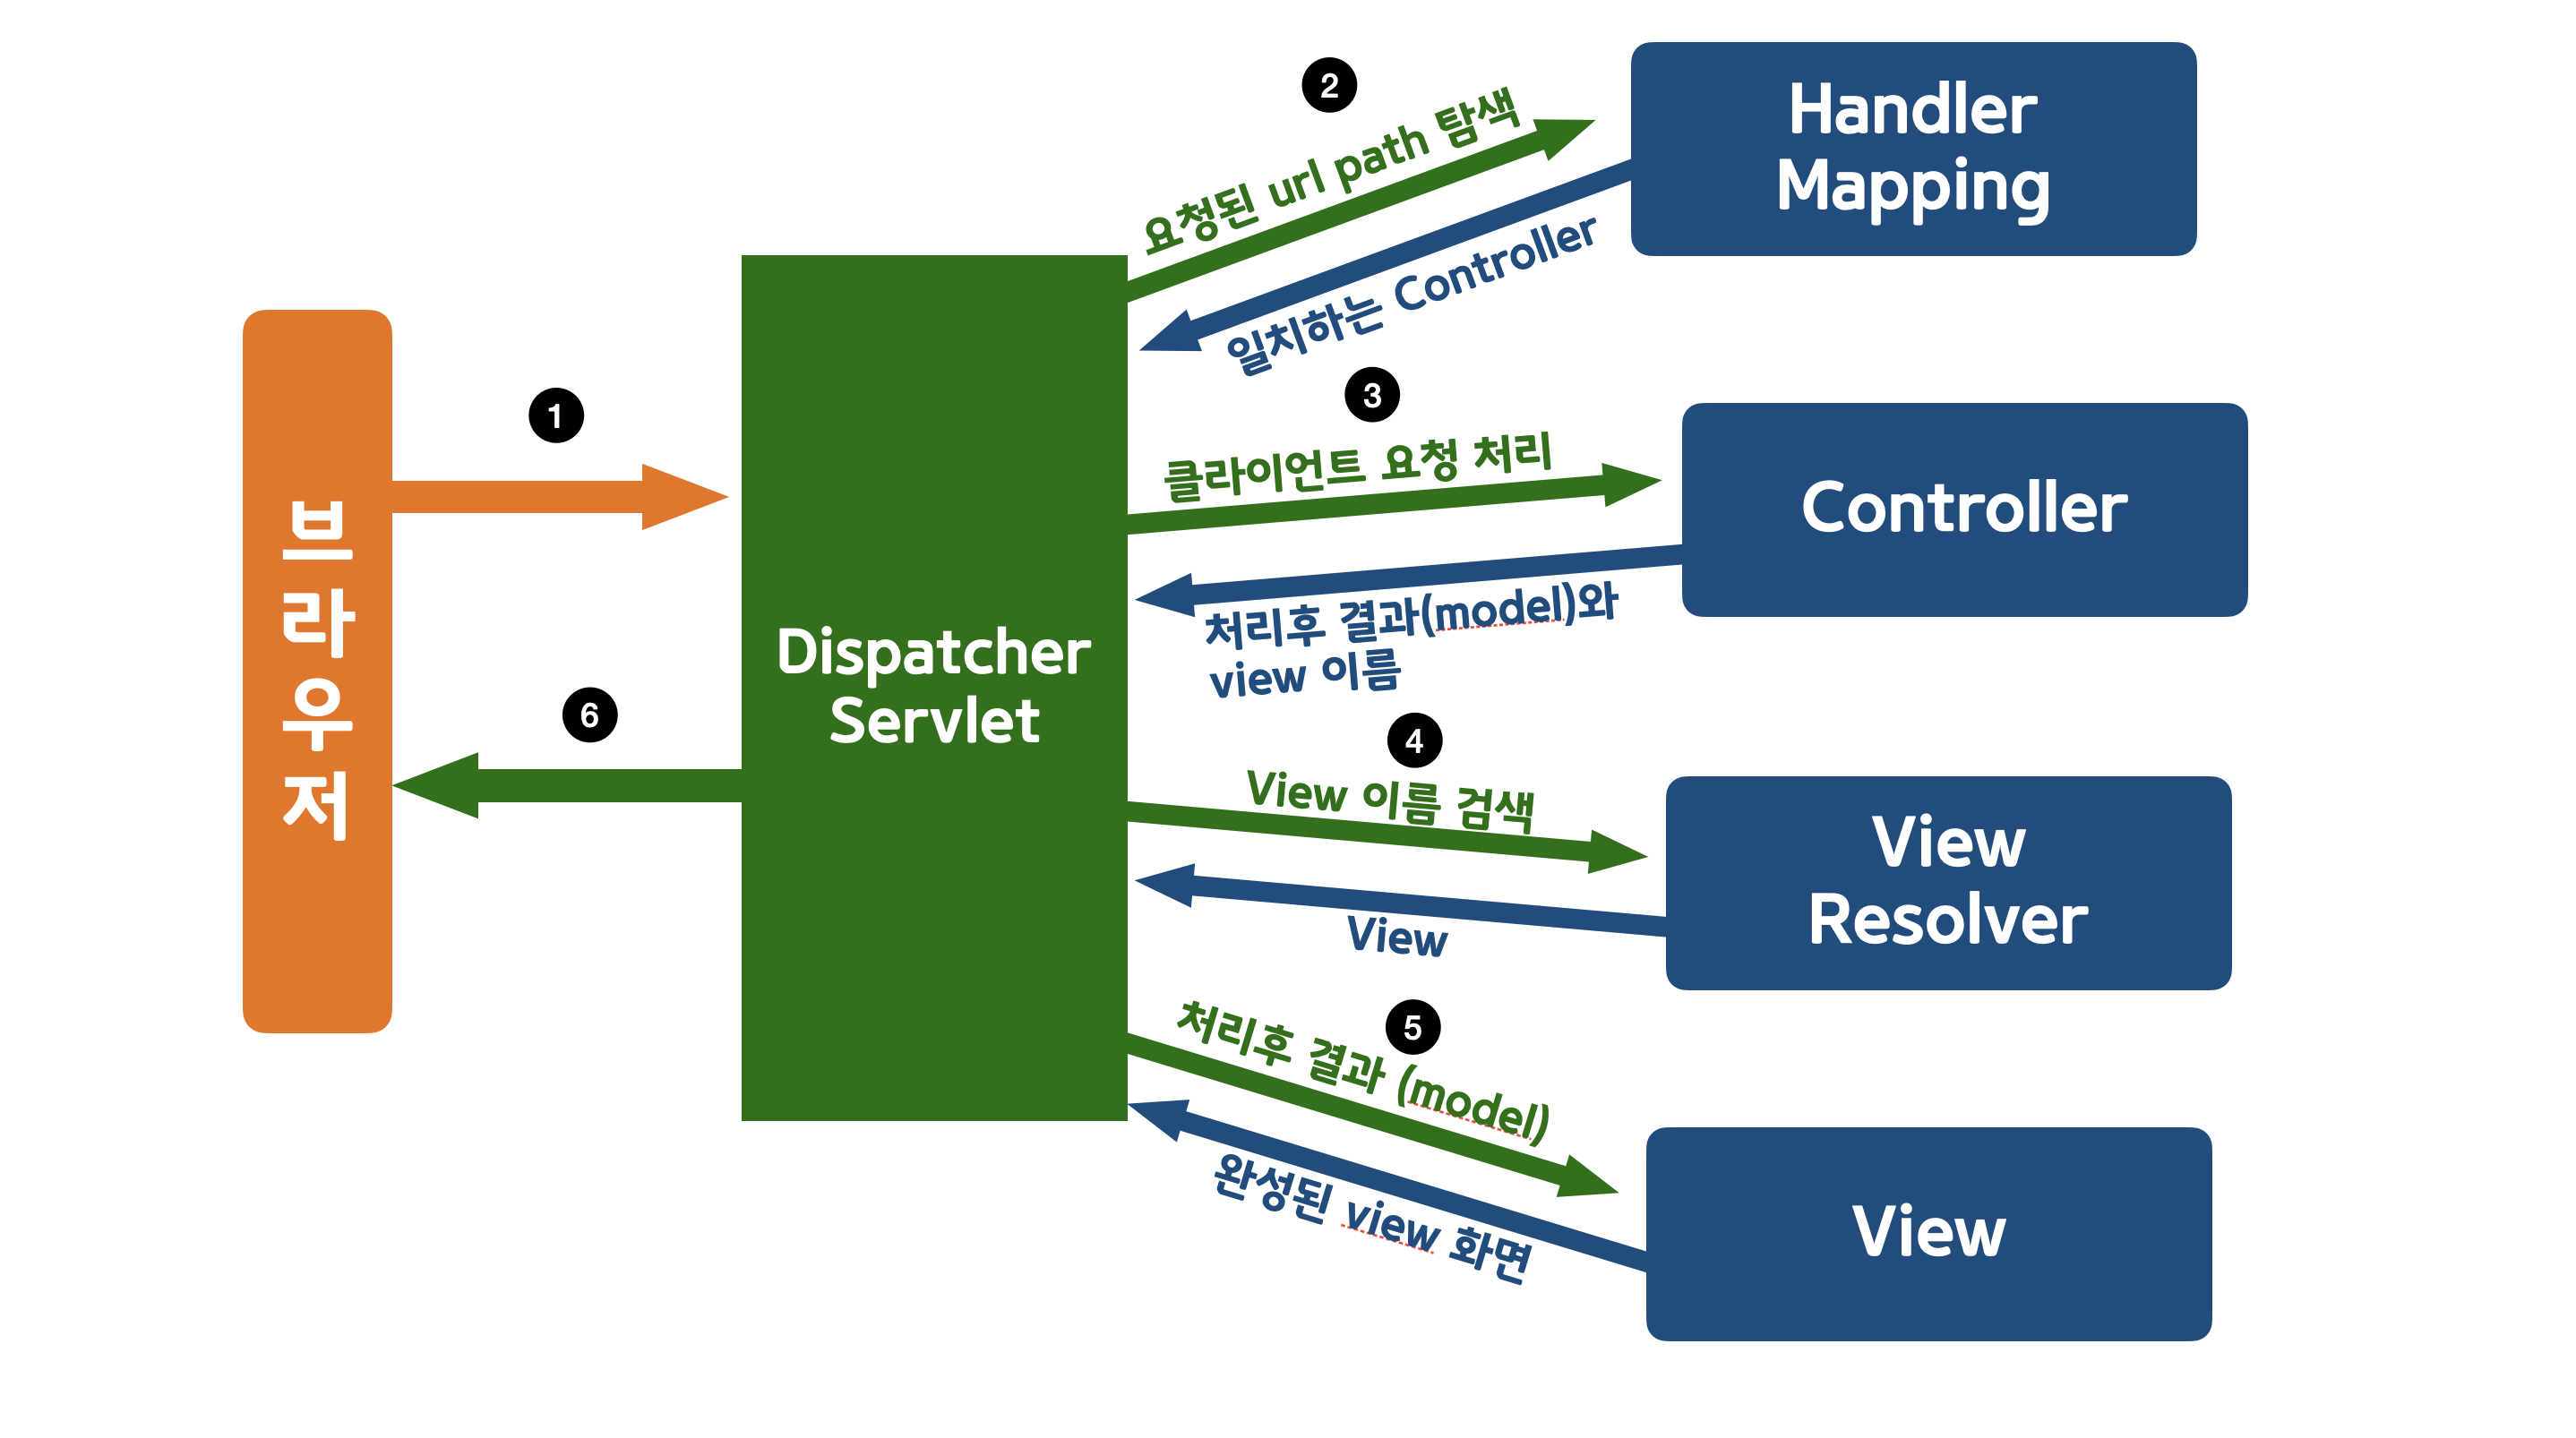 브
라
우
저
1
6
Dispatcher
Servlet
2
요청된 url path 탐색
일치하는 Controller
Handler
Mapping
3
클라이언트 요청 처리
처리후 결과(model)와
view 이름
Controller
4
View 이름 검색
View
View
Resolver
5
처리후 결과 (model)
완성된 view 화면
View